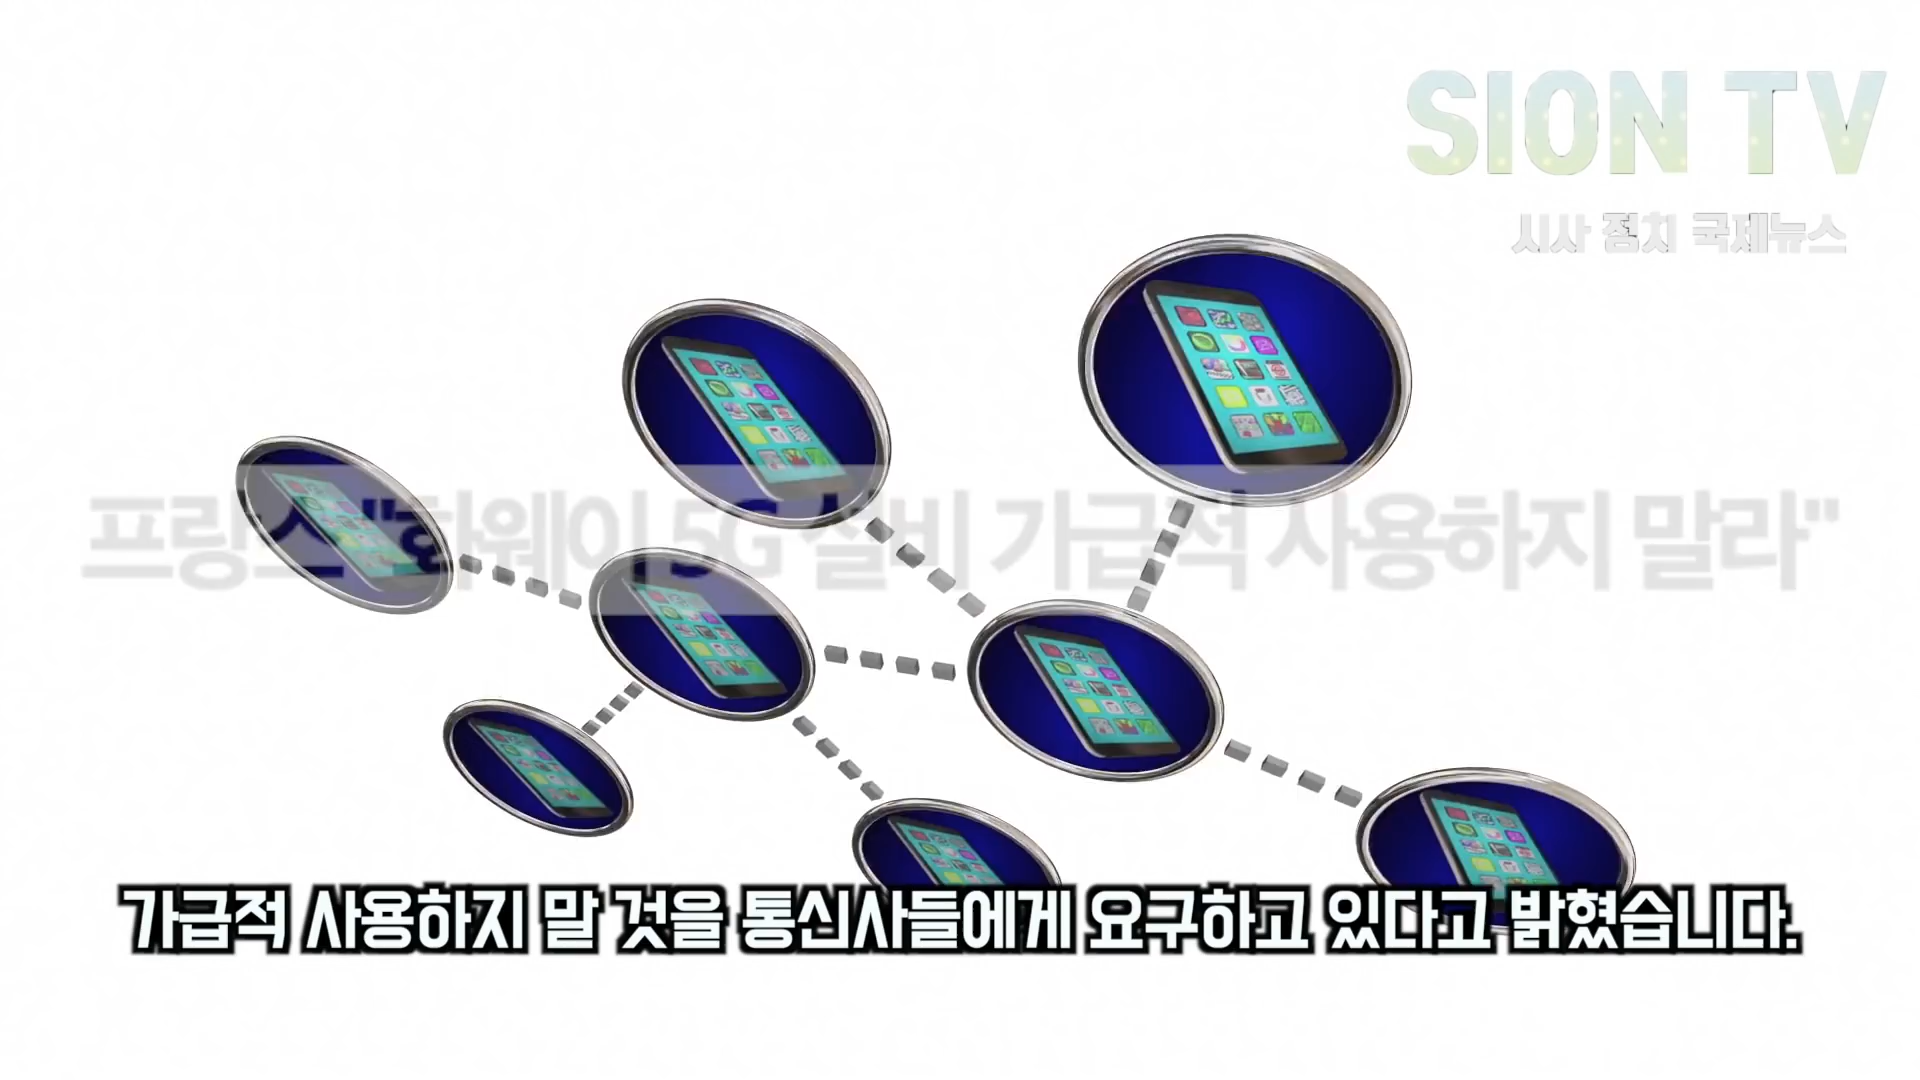 SION TV
시사 정치 국제뉴스
프랑스 "화웨이 5G 설비 가급적 사용하지 말라"
가급적 사용하지 말 것을 통신사들에게 요구하고 있다고 밝혔습니다.